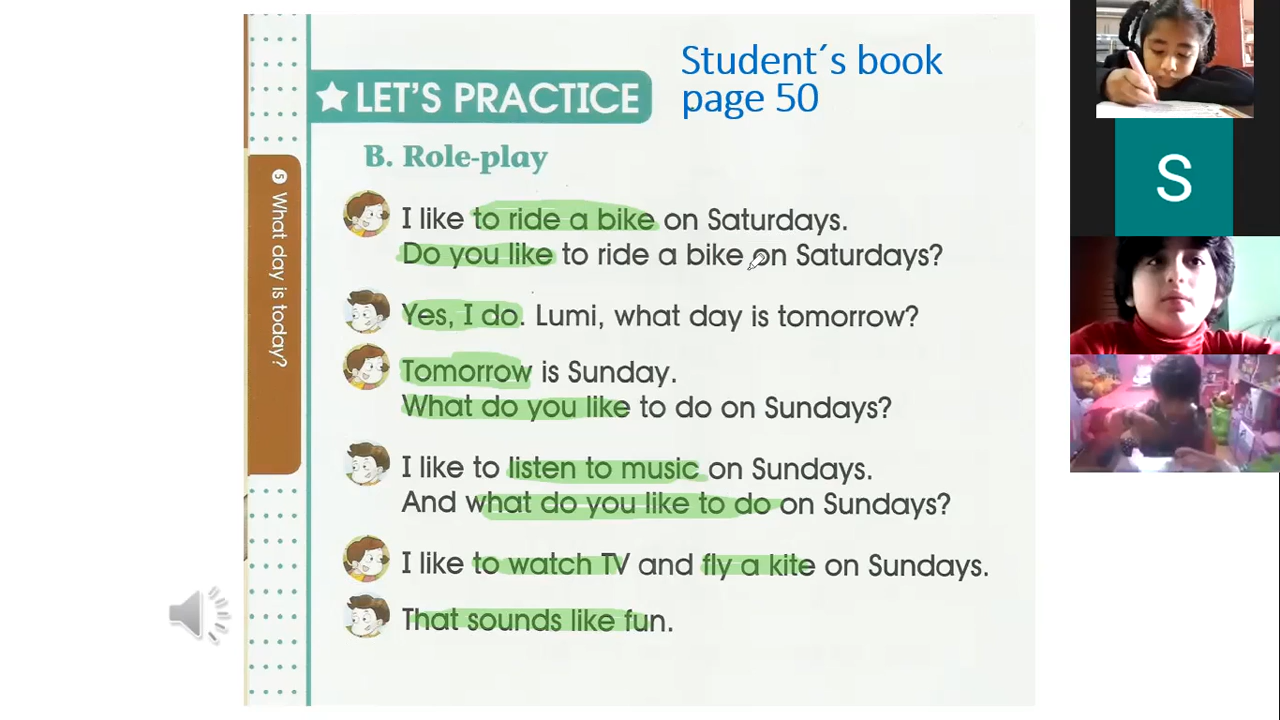 Student´s book
page 50
★ LET'S PRACTICE
B. Role-play
5 What day is today?
I like to ride a bike on Saturdays.
Do you like to ride a bike on Saturdays?
Yes, I do. Lumi, what day is tomorrow?
Tomorrow is Sunday.
What do you like to do on Sundays?
I like to listen to music on Sundays.
And what do you like to do on Sundays?
I like to watch TV and fly a kite on Sundays.
That sounds like fun.
S